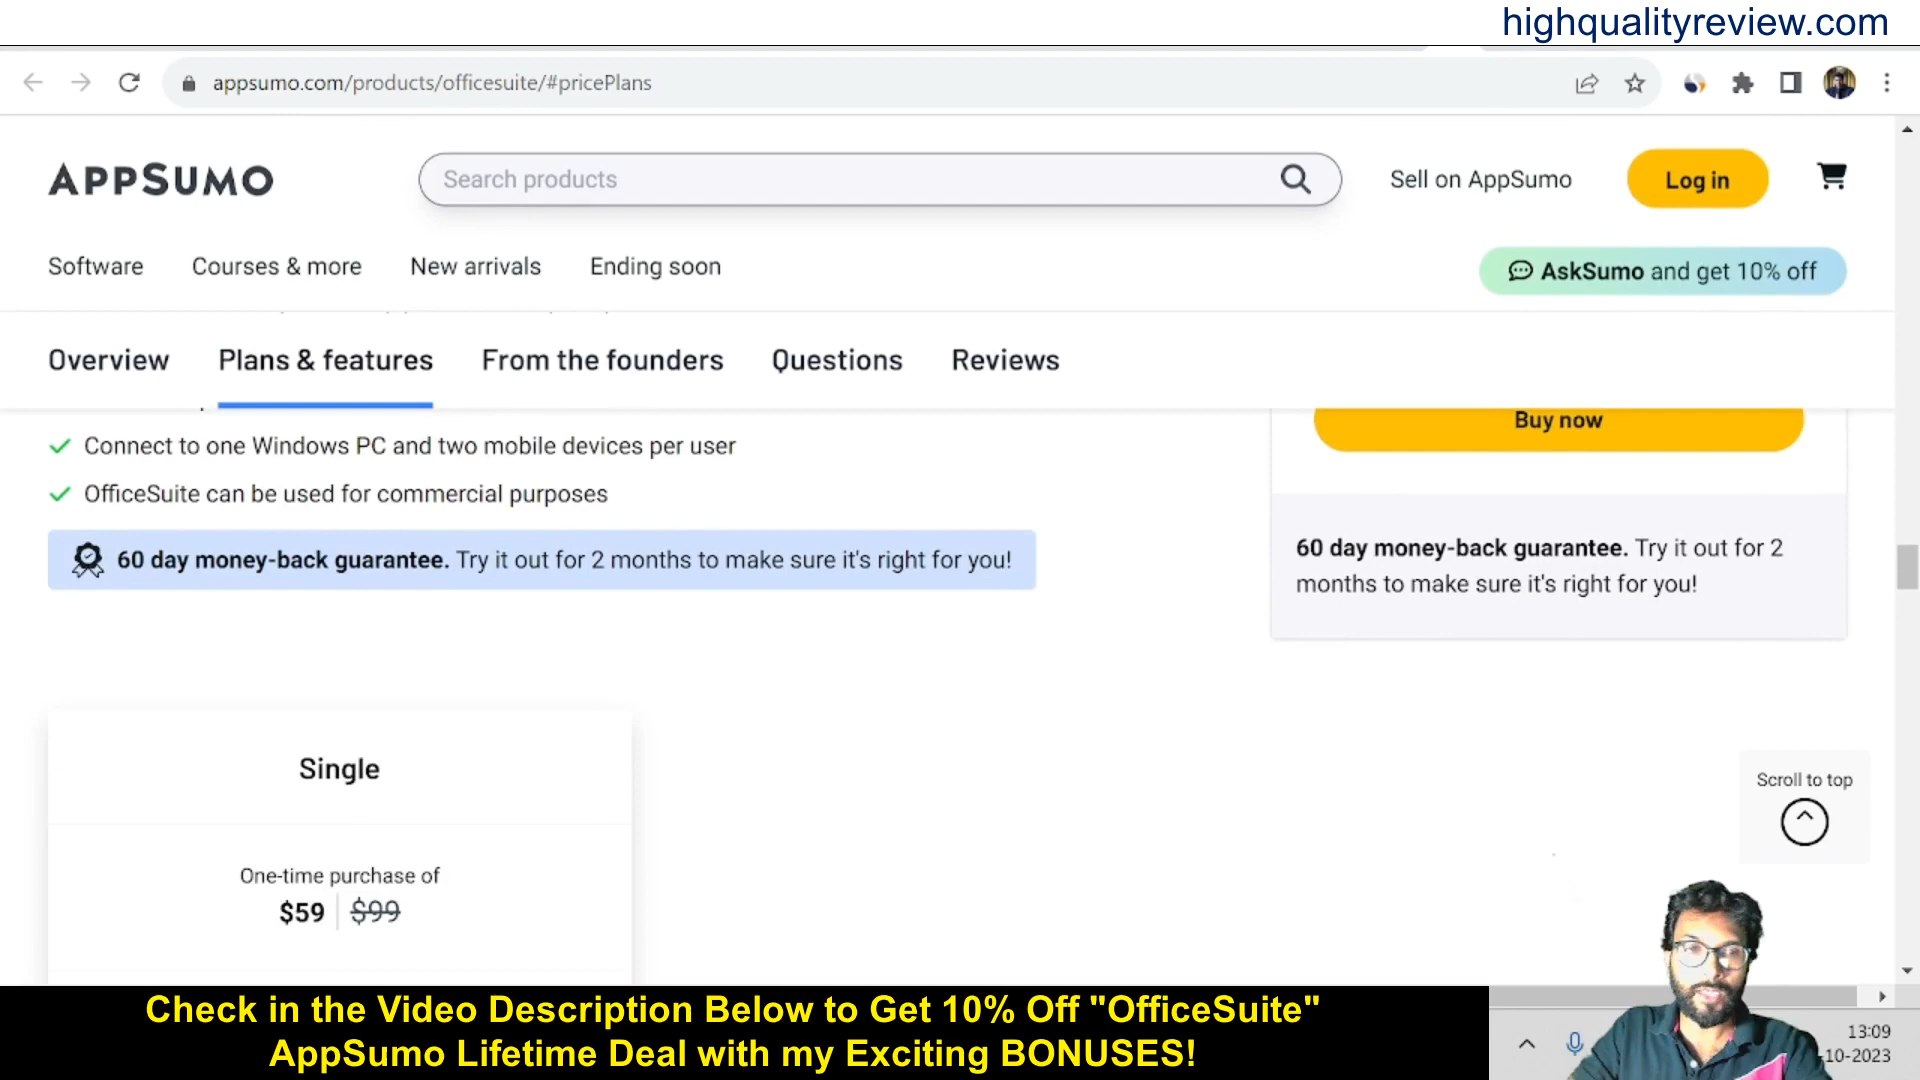 highqualityreview.com
appsumo.com/products/officesuite/#pricePlans
APPSUMO
Search products
Sell on AppSumo
Log in
Software
Courses & more
New arrivals
Ending soon
AskSumo and get 10% off
Overview
Plans & features
From the founders
Questions
Reviews
Connect to one Windows PC and two mobile devices per user
OfficeSuite can be used for commercial purposes
60 day money-back guarantee. Try it out for 2 months to make sure it's right for you!
Buy now
60 day money-back guarantee. Try it out for 2
months to make sure it's right for you!
Single
One-time purchase of
$59 $99
Scroll to top
Check in the Video Description Below to Get 10% Off "OfficeSuite"
AppSumo Lifetime Deal with my Exciting BONUSES!
13:09
-10-2023